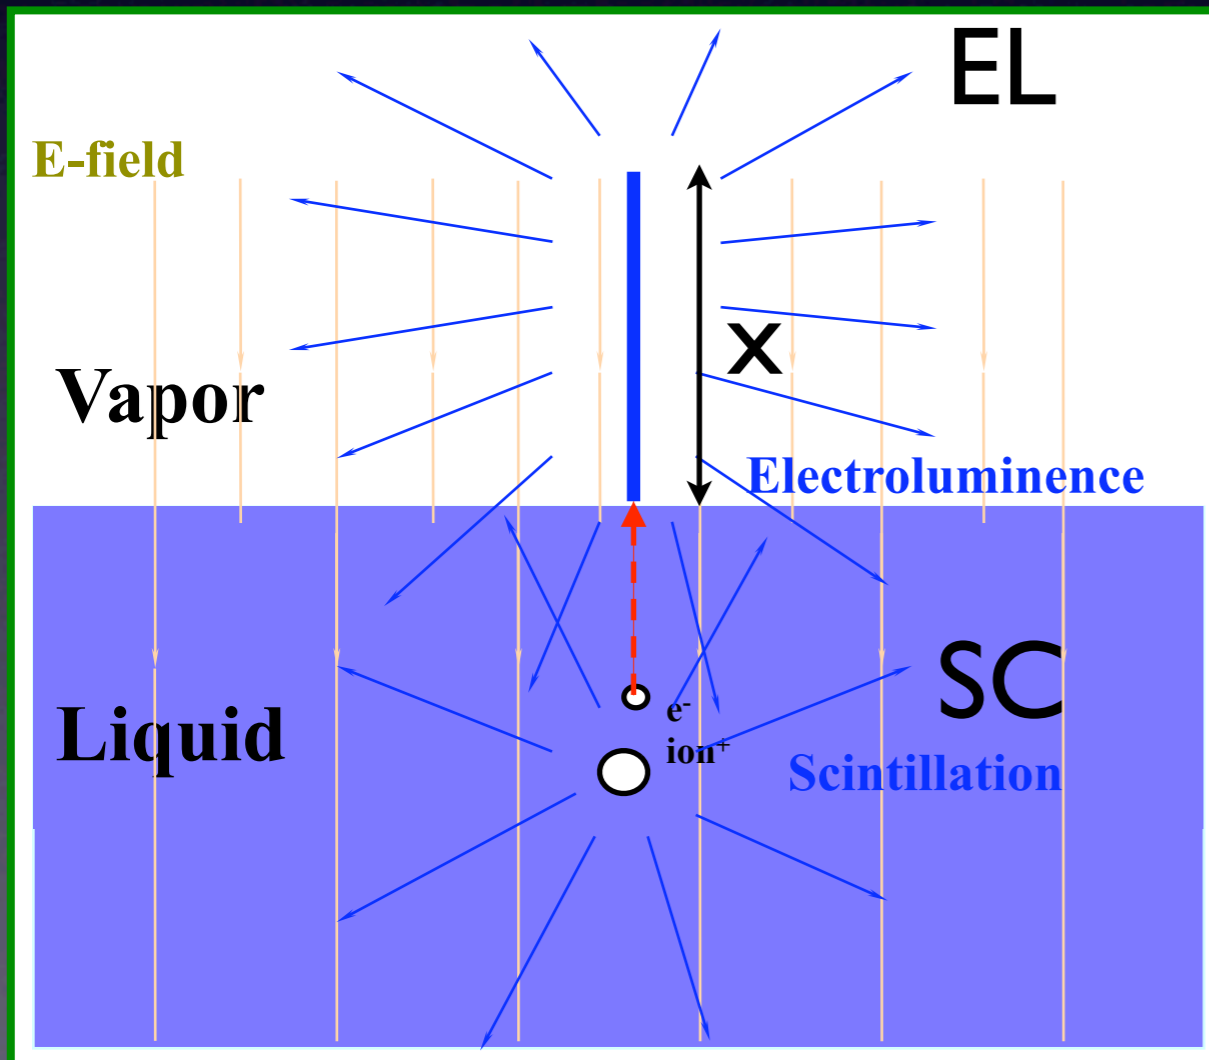 EL
E-field
x
Vapor
Electroluminence
SC
Liquid
e-
ion+
Scintillation